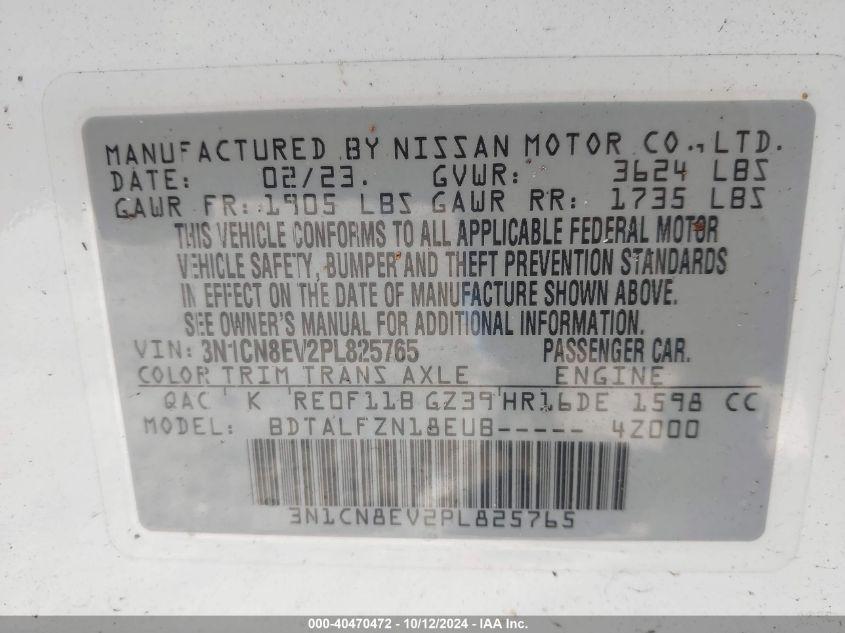 MANUFACTURED BY NISSAN MOTOR CO., LTD.
DATE: 02/23. GVWR: 3624 LBS
GAWR FR: 1905 LBS GAWR RR: 1735 LBS
THIS VEHICLE CONFORMS TO ALL APPLICABLE FEDERAL MOTOR
VEHICLE SAFETY, BUMPER AND THEFT PREVENTION STANDARDS
IN EFFECT ON THE DATE OF MANUFACTURE SHOWN ABOVE.
SEE OWNER'S MANUAL FOR ADDITIONAL INFORMATION.
VIN: 3N1CN8EV2PL825765 PASSENGER CAR.
COLOR TRIM TRANS AXLE ENGINE
QAC K RE0F11B GZ39 HR16DE 1598 CC
MODEL: BDTALFZN18EUB----- 4Z000
3N1CN8EV2PL825765
000-40470472 - 10/12/2024 - IAA Inc.